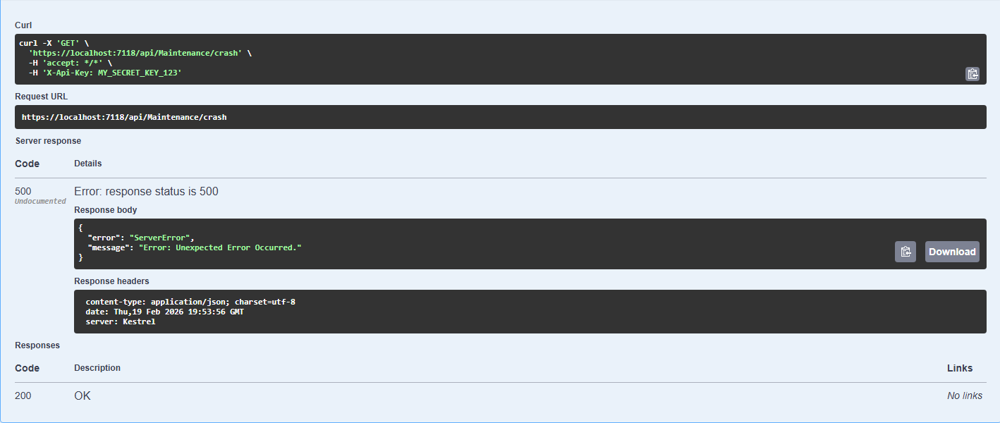 Curl
curl -X 'GET' \
  'https://localhost:7118/api/Maintenance/crash' \
  -H 'accept: */*' \
  -H 'X-Api-Key: MY_SECRET_KEY_123'
Request URL
https://localhost:7118/api/Maintenance/crash
Server response
Code Details
500 Error: response status is 500
Undocumented
Response body
{
  "error": "ServerError",
  "message": "Error: Unexpected Error Occurred."
}
Download
Response headers
content-type: application/json; charset=utf-8
date: Thu,19 Feb 2026 19:53:56 GMT
server: Kestrel
Responses
Code Description Links
200 OK No links